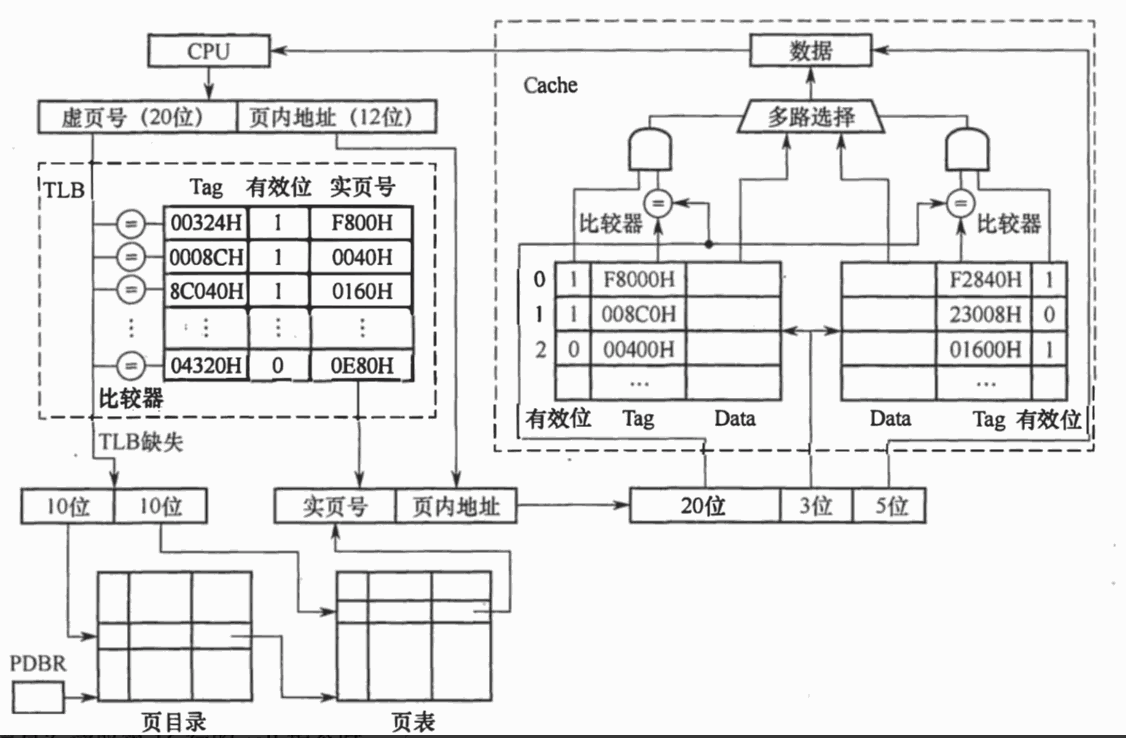 CPU
数据
Cache
虚页号（20位） 页内地址（12位）
多路选择
TLB
Tag 有效位 实页号
= 00324H 1 F800H
= 0008CH 1 0040H
= 8C040H 1 0160H
⋮ ⋮ ⋮ ⋮
= 04320H 0 0E80H
比较器
比较器 = = 比较器
0 1 F8000H F2840H 1
1 1 008C0H 23008H 0
2 0 00400H 01600H 1
… …
有效位 Tag Data Data Tag 有效位
TLB缺失
10位 10位
实页号 页内地址
20位 3位 5位
PDBR
页目录
页表